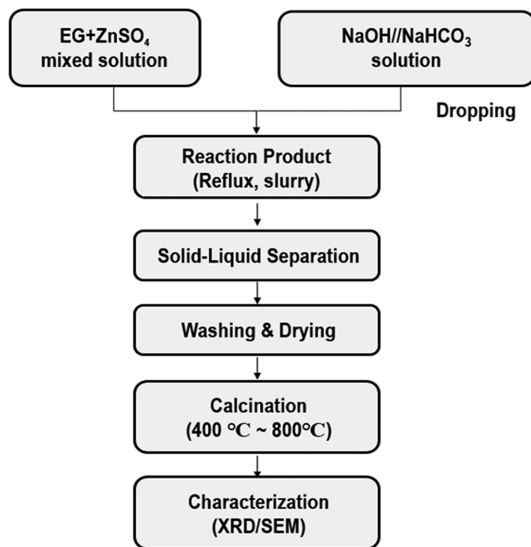 EG+ZnSO₄
mixed solution
NaOH//NaHCO₃
solution
Dropping
Reaction Product
(Reflux, slurry)
Solid-Liquid Separation
Washing & Drying
Calcination
(400 ℃ ~ 800℃)
Characterization
(XRD/SEM)